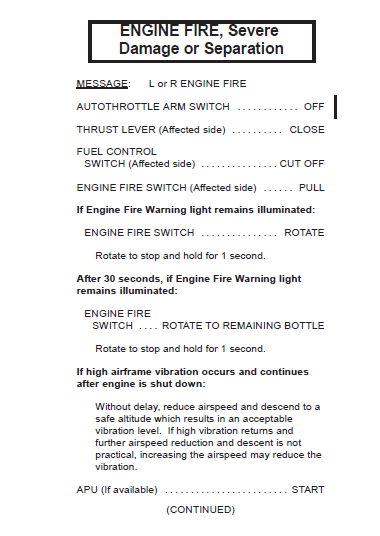 ENGINE FIRE, Severe
Damage or Separation
MESSAGE: L or R ENGINE FIRE
AUTOTHROTTLE ARM SWITCH ............ OFF
THRUST LEVER (Affected side) .......... CLOSE
FUEL CONTROL
SWITCH (Affected side) .............. CUT OFF
ENGINE FIRE SWITCH (Affected side) ...... PULL
If Engine Fire Warning light remains illuminated:
ENGINE FIRE SWITCH .............. ROTATE
Rotate to stop and hold for 1 second.
After 30 seconds, if Engine Fire Warning light
remains illuminated:
ENGINE FIRE
SWITCH .... ROTATE TO REMAINING BOTTLE
Rotate to stop and hold for 1 second.
If high airframe vibration occurs and continues
after engine is shut down:
Without delay, reduce airspeed and descend to a
safe altitude which results in an acceptable
vibration level. If high vibration returns and
further airspeed reduction and descent is not
practical, increasing the airspeed may reduce the
vibration.
APU (If available) ........................ START
(CONTINUED)